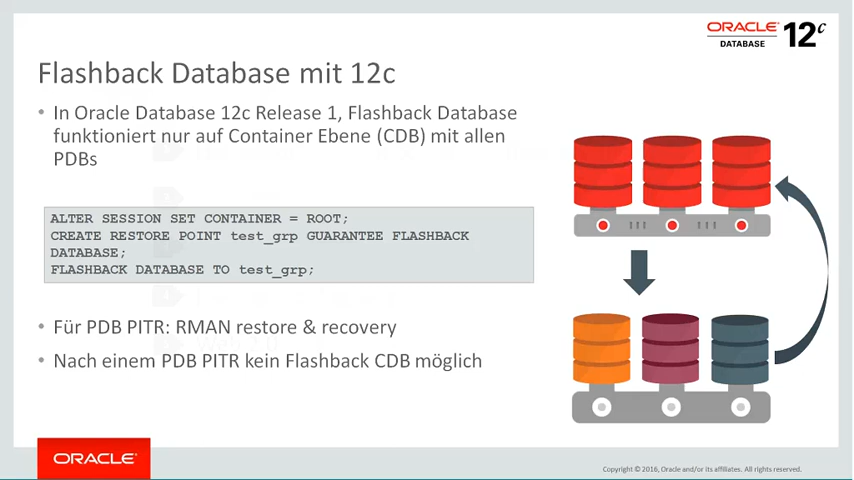 ORACLE
DATABASE
12c
Flashback Database mit 12c
• In Oracle Database 12c Release 1, Flashback Database
funktioniert nur auf Container Ebene (CDB) mit allen
PDBs
ALTER SESSION SET CONTAINER = ROOT;
CREATE RESTORE POINT test_grp GUARANTEE FLASHBACK
DATABASE;
FLASHBACK DATABASE TO test_grp;
• Für PDB PITR: RMAN restore & recovery
• Nach einem PDB PITR kein Flashback CDB möglich
ORACLE
Copyright © 2016, Oracle and/or its affiliates. All rights reserved.